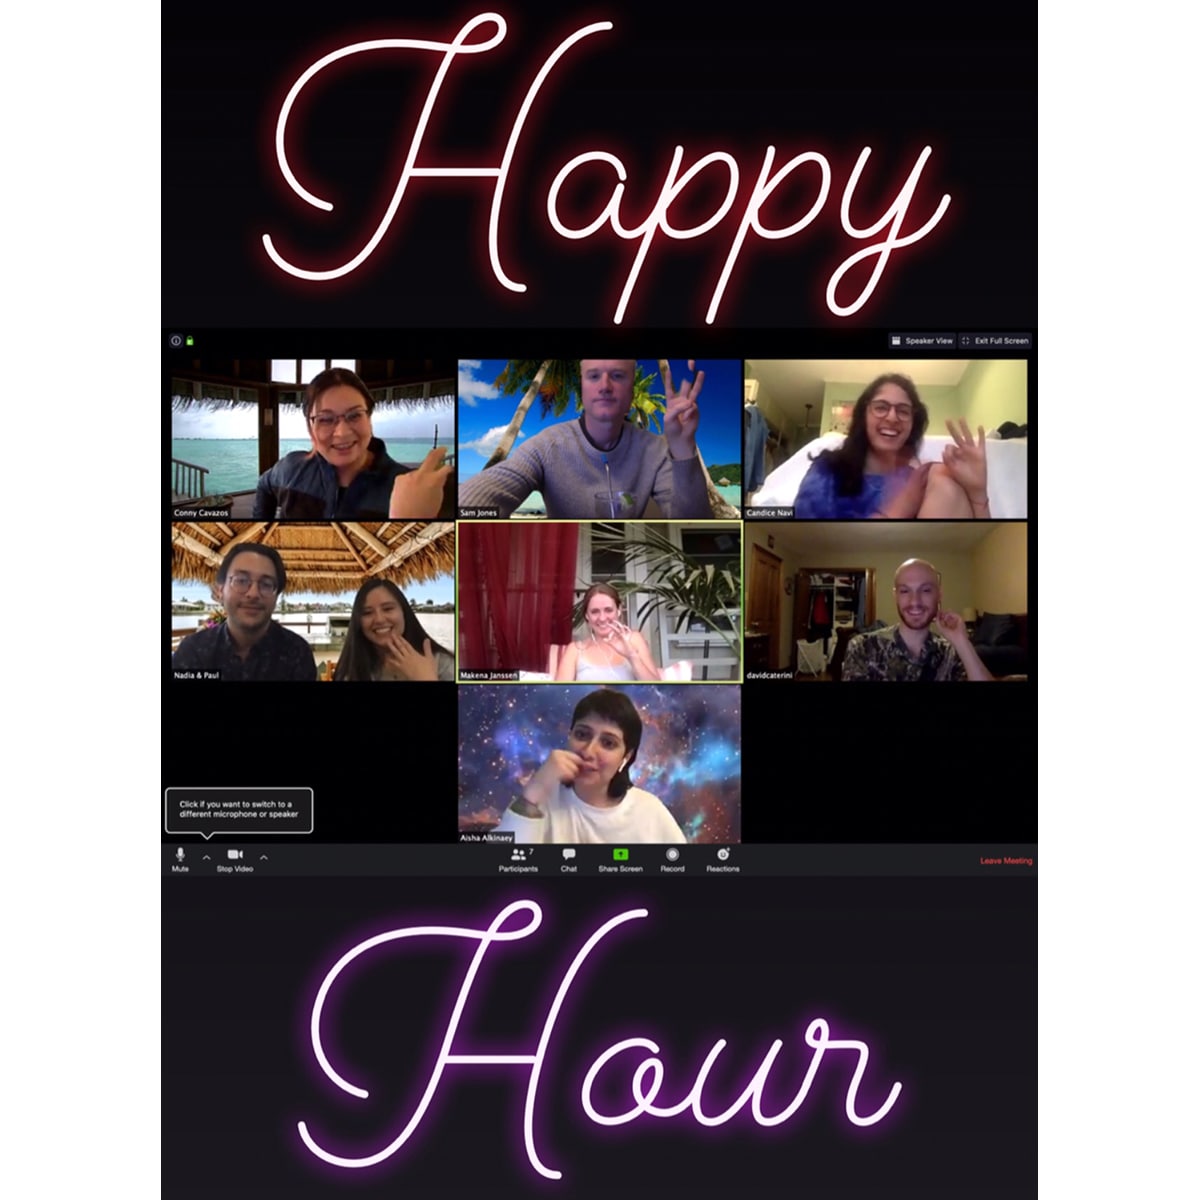 Happy
Speaker View
Exit Full Screen
Conny Cavazos
Sam Jones
Candice Navi
Nadia & Paul
Makena Janssen
davidcaterini
Aisha Alkinaey
Click if you want to switch to a
different microphone or speaker
7
Mute
Stop Video
Participants
Chat
Share Screen
Record
Reactions
Leave Meeting
Hour